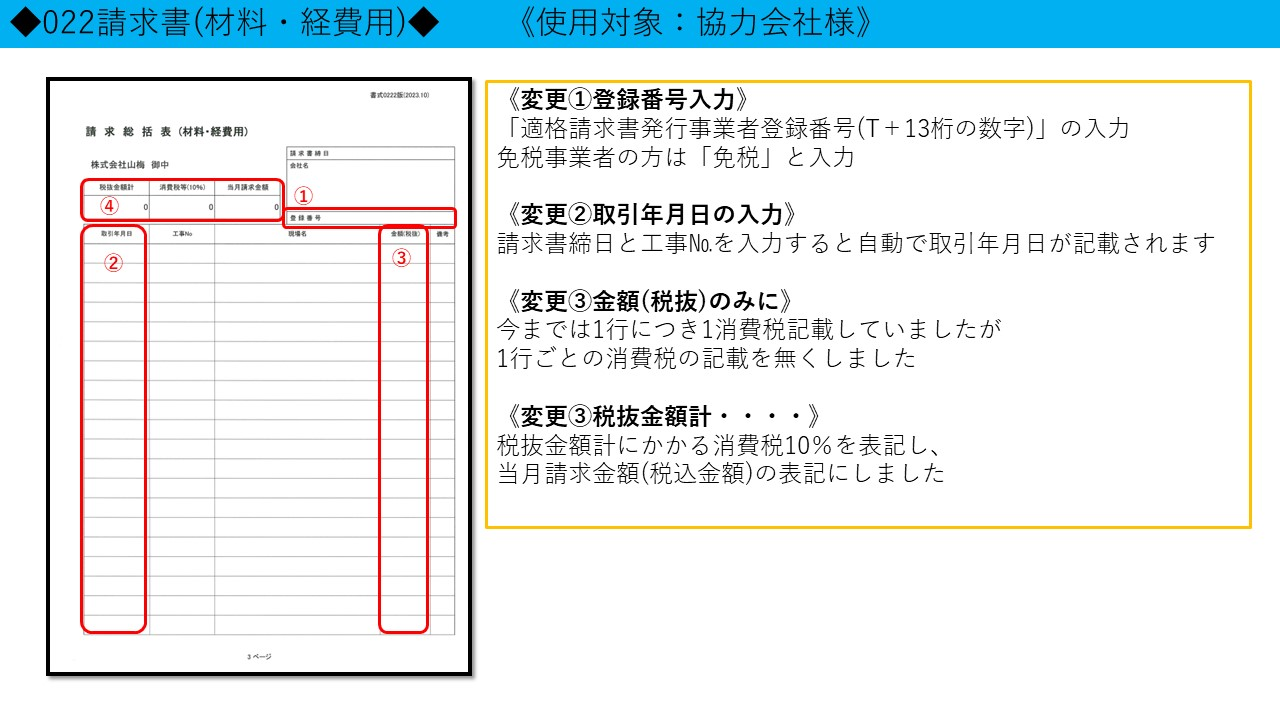 ◆022請求書(材料・経費用)◆　《使用対象：協力会社様》
書式0222版(2023.10)
請 求 総 括 表（材料・経費用）
請 求 書 締 日
株式会社山梅 御中
会社名
税抜金額計 消費税等(10%) 当月請求金額
①
④ 0 0 0
登 録 番 号
取引年月日 工事No 現場名 金額(税抜) 備考
② ③
3 ページ
《変更①登録番号入力》
「適格請求書発行事業者登録番号(T＋13桁の数字)」の入力
免税事業者の方は「免税」と入力
《変更②取引年月日の入力》
請求書締日と工事№を入力すると自動で取引年月日が記載されます
《変更③金額(税抜)のみに》
今までは1行につき1消費税記載していましたが
1行ごとの消費税の記載を無くしました
《変更③税抜金額計・・・・》
税抜金額計にかかる消費税10％を表記し、
当月請求金額(税込金額)の表記にしました